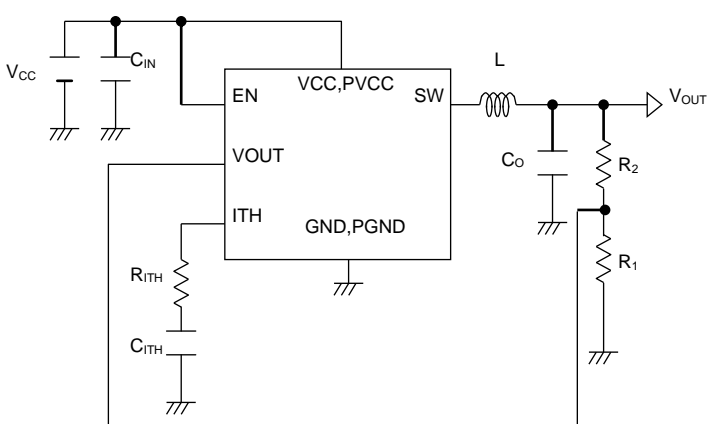 VCC
CIN
EN
VCC,PVCC
SW
L
VOUT
VOUT
CO
R2
ITH
GND,PGND
RITH
R1
CITH